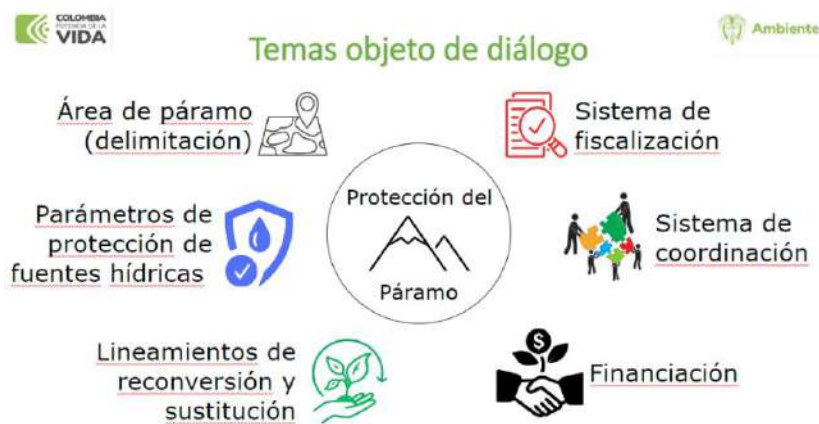 COLOMBIA
POTENCIA DE LA
VIDA
Ambiente
Temas objeto de diálogo
Área de páramo
(delimitación)
Parámetros de
protección de
fuentes hídricas
Lineamientos de
reconversión y
sustitución
Protección del
Páramo
Sistema de
fiscalización
Sistema de
coordinación
$
Financiación